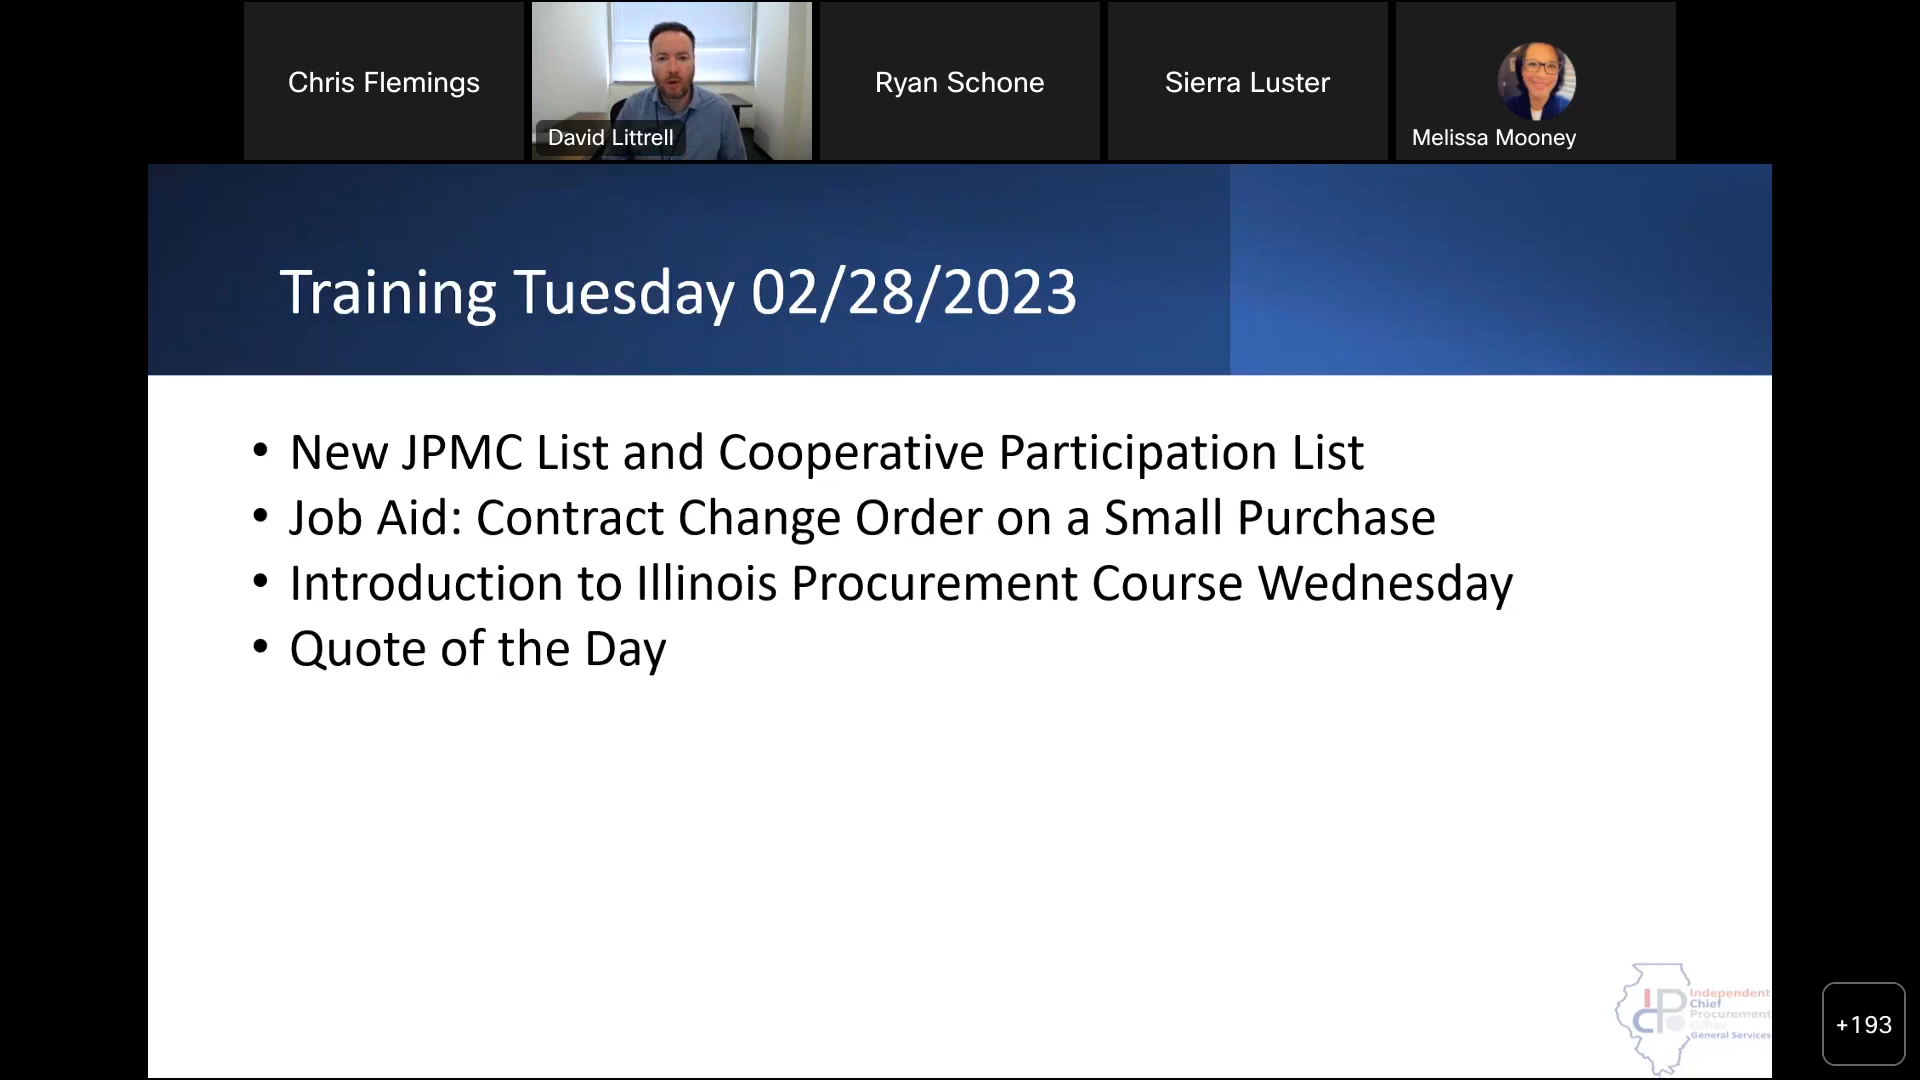 Chris Flemings
David Littrell
Ryan Schone
Sierra Luster
Melissa Mooney
Training Tuesday 02/28/2023
• New JPMC List and Cooperative Participation List
• Job Aid: Contract Change Order on a Small Purchase
• Introduction to Illinois Procurement Course Wednesday
• Quote of the Day
ICPO
Independent
Chief
Procurement
Office
General Services
+193